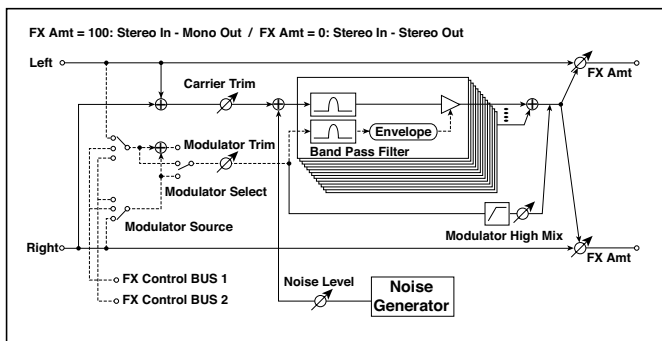 FX Amt = 100: Stereo In - Mono Out / FX Amt = 0: Stereo In - Stereo Out
Left
FX Amt
Carrier Trim
Envelope
Band Pass Filter
Modulator Trim
Modulator Select
Modulator Source
Modulator High Mix
Right
FX Amt
FX Control BUS 1
FX Control BUS 2
Noise Level
Noise
Generator